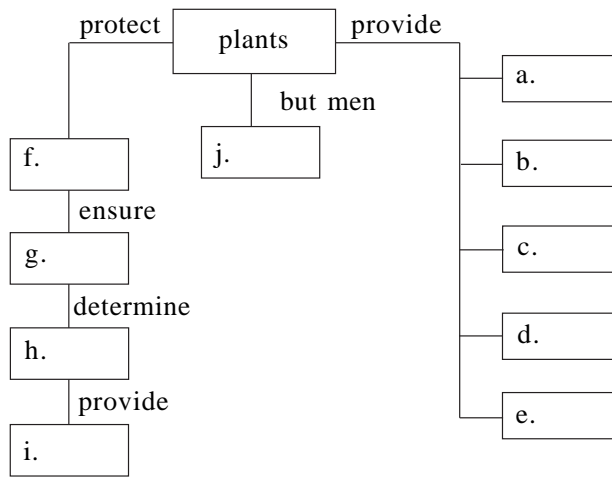 protect
plants
provide
but men
a.
b.
c.
d.
e.
f.
ensure
g.
determine
h.
provide
i.
j.